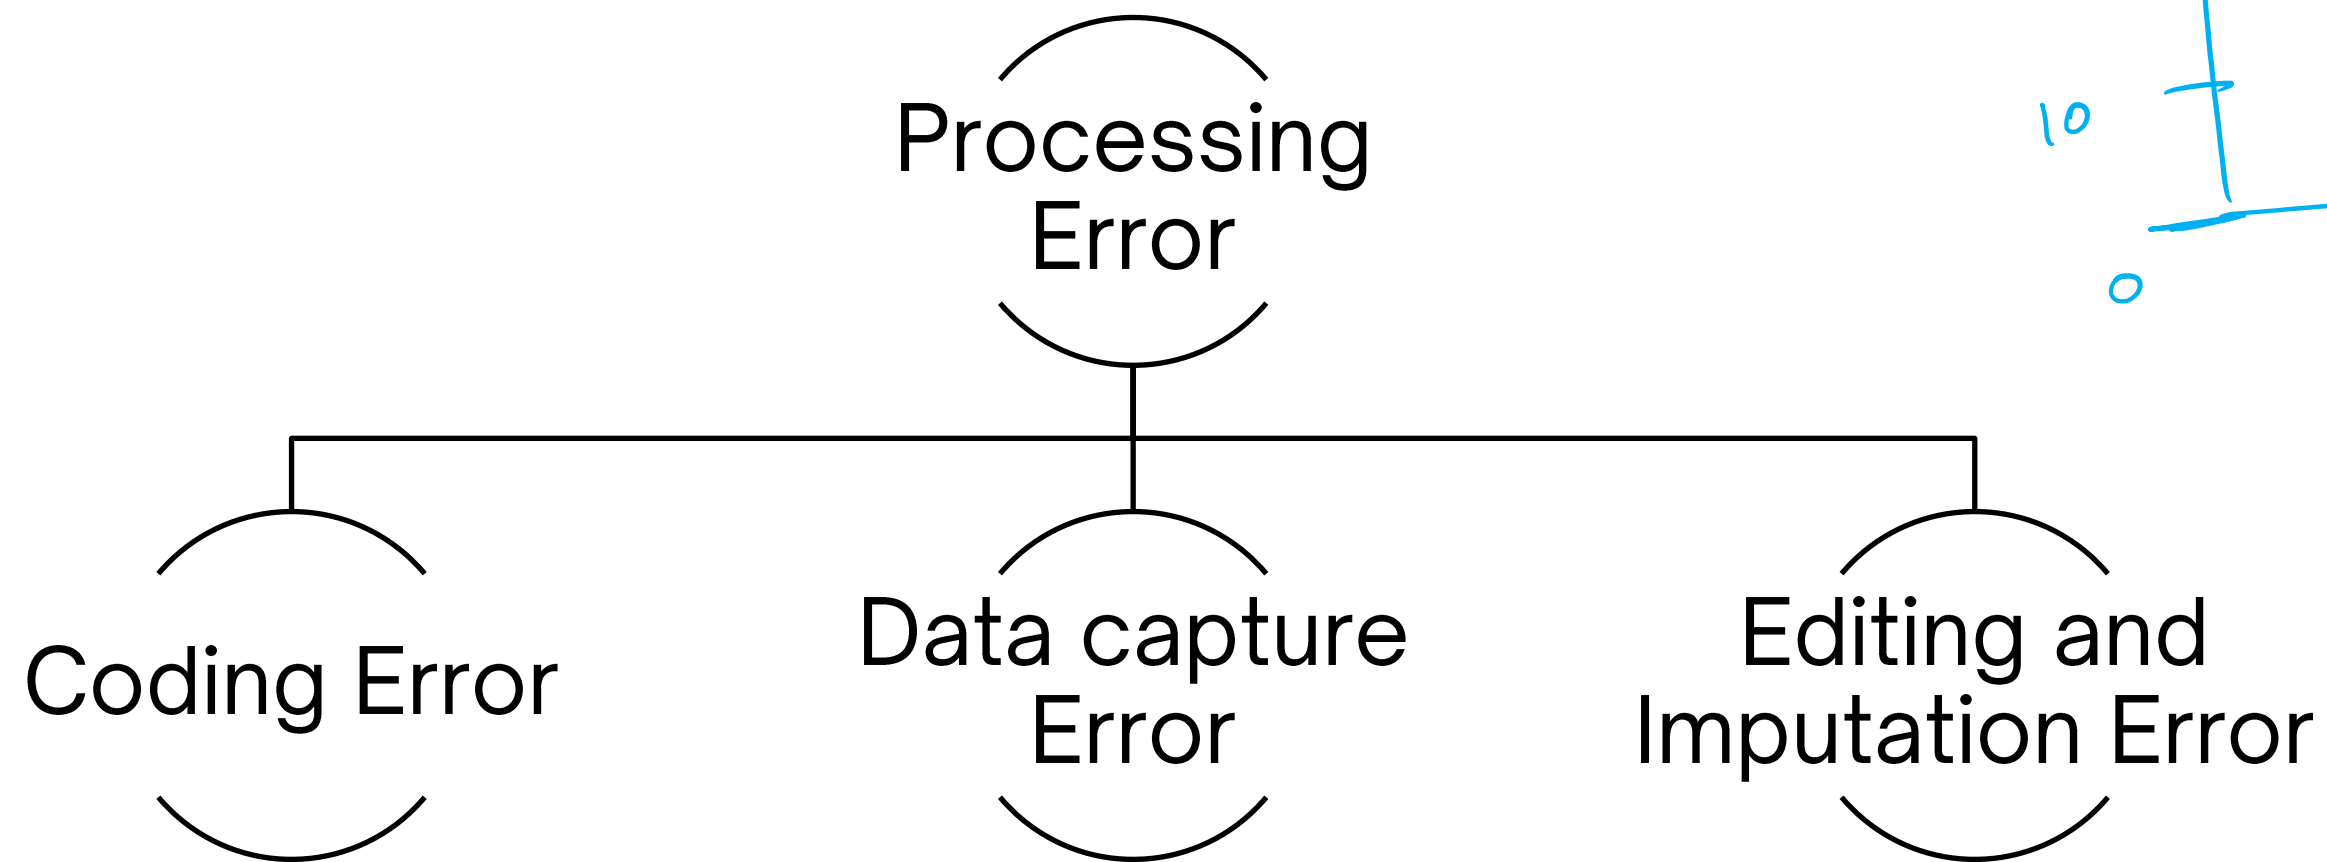 Processing
Error
10
0
Coding Error
Data capture
Error
Editing and
Imputation Error